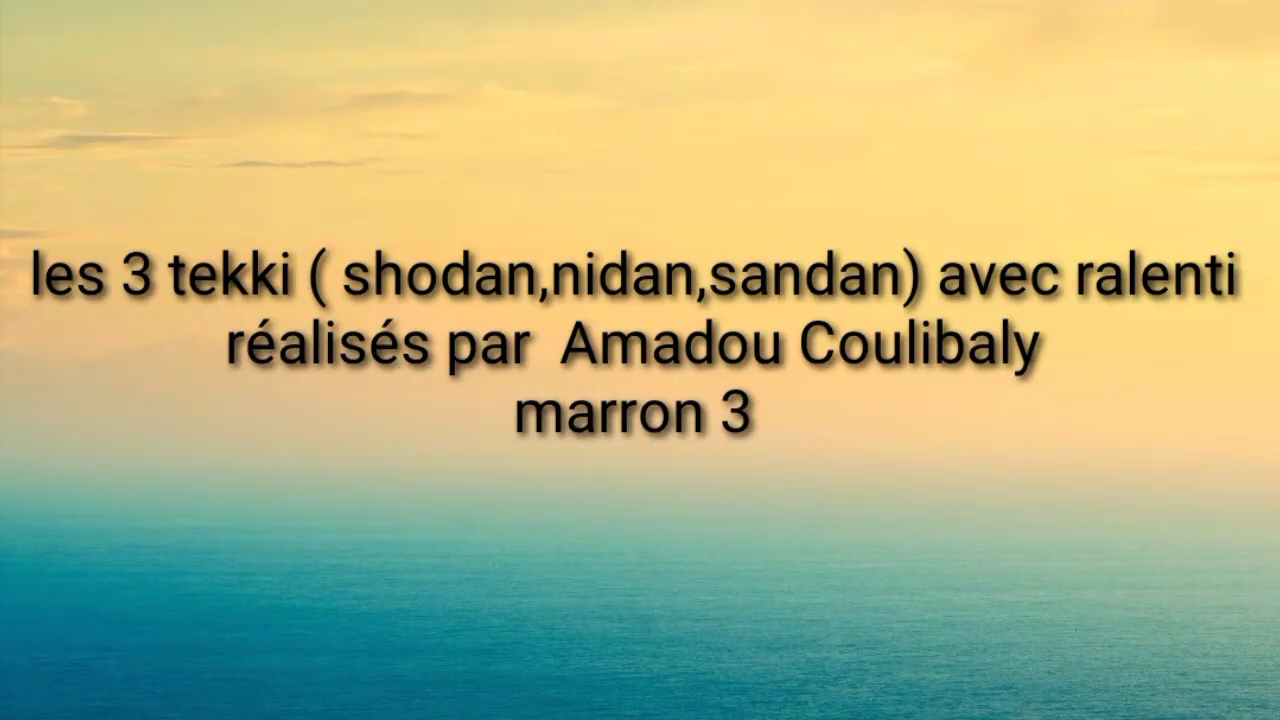 les 3 tekki ( shodan,nidan,sandan) avec ralenti
réalisés par  Amadou Coulibaly
marron 3